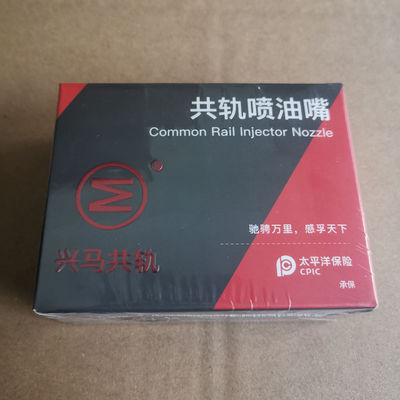 共轨喷油嘴
Common Rail Injector Nozzle
M
兴马共轨
驰骋万里，感孚天下
太平洋保险
CPIC
承保